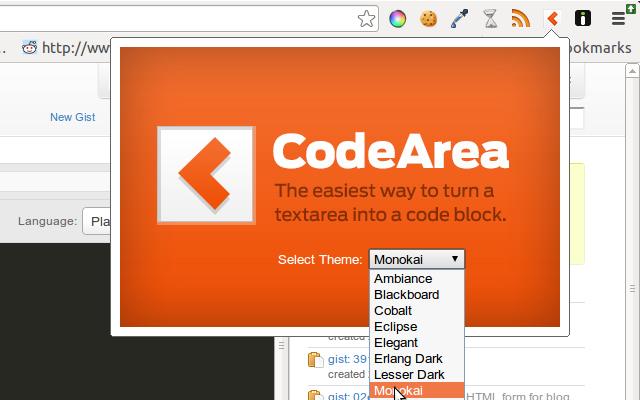 http://ww
ookmarks
New Gist
Language: Pla
CodeArea
The easiest way to turn a
textarea into a code block.
Select Theme: Monokai
Ambiance
Blackboard
Cobalt
Eclipse
Elegant
Erlang Dark
Lesser Dark
Monokai
created
gist: 39
created
gist: 02
HTML form for blog